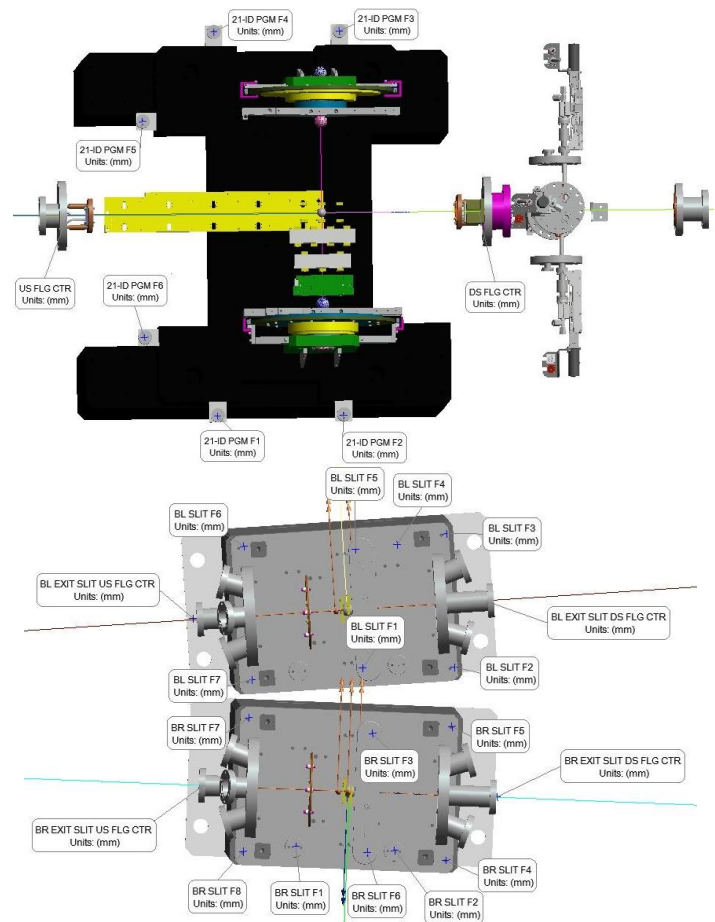 21-ID PGM F4
Units: (mm)
21-ID PGM F3
Units: (mm)
21-ID PGM F5
Units: (mm)
US FLG CTR
Units: (mm)
DS FLG CTR
Units: (mm)
21-ID PGM F6
Units: (mm)
21-ID PGM F1
Units: (mm)
21-ID PGM F2
Units: (mm)
BL SLIT F5
Units: (mm)
BL SLIT F4
Units: (mm)
BL SLIT F6
Units: (mm)
BL SLIT F3
Units: (mm)
BL EXIT SLIT US FLG CTR
Units: (mm)
BL EXIT SLIT DS FLG CTR
Units: (mm)
BL SLIT F1
Units: (mm)
BL SLIT F7
Units: (mm)
BL SLIT F2
Units: (mm)
BR SLIT F7
Units: (mm)
BR SLIT F5
Units: (mm)
BR SLIT F3
Units: (mm)
BR EXIT SLIT DS FLG CTR
Units: (mm)
BR EXIT SLIT US FLG CTR
Units: (mm)
BR SLIT F4
Units: (mm)
BR SLIT F8
Units: (mm)
BR SLIT F1
Units: (mm)
BR SLIT F6
Units: (mm)
BR SLIT F2
Units: (mm)